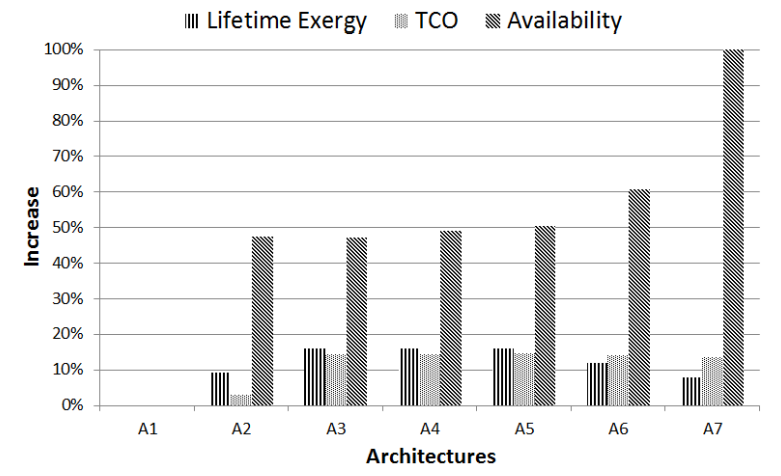 Lifetime Exergy TCO Availability
100%
90%
80%
70%
60%
50%
40%
30%
20%
10%
0%
Increase
A1 A2 A3 A4 A5 A6 A7
Architectures